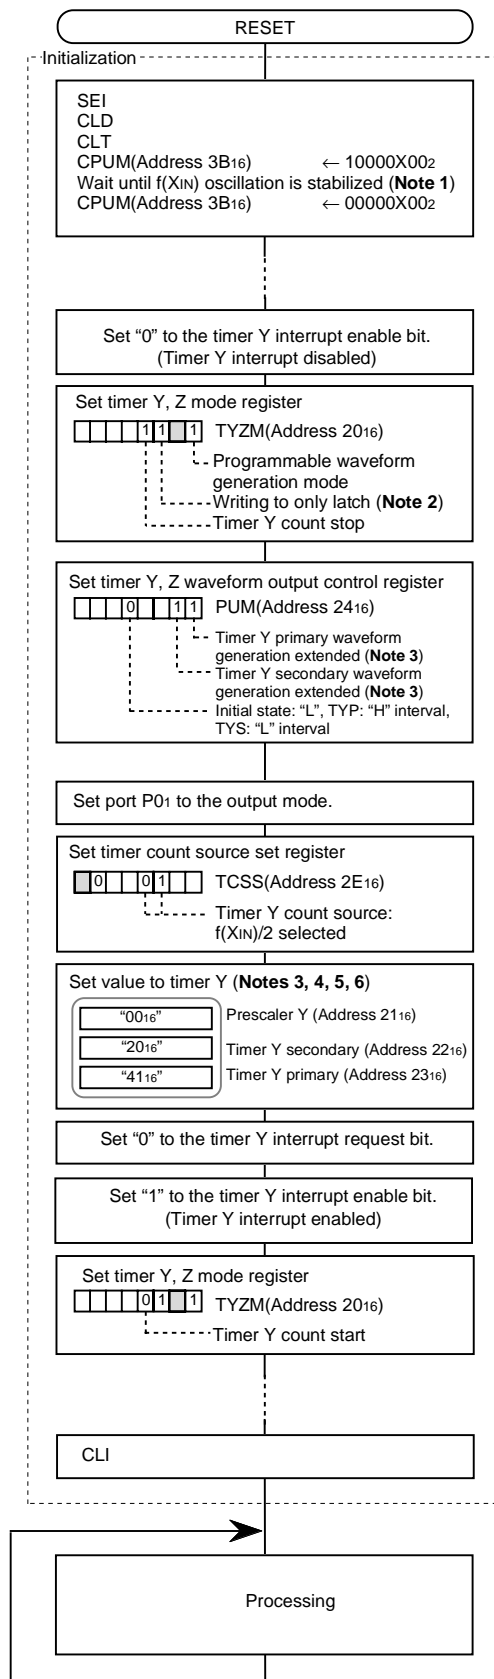 RESET
Initialization
SEI
CLD
CLT
CPUM(Address 3B16) ← 10000X002
Wait until f(XIN) oscillation is stabilized (Note 1)
CPUM(Address 3B16) ← 00000X002
Set “0” to the timer Y interrupt enable bit.
(Timer Y interrupt disabled)
Set timer Y, Z mode register
1 1 1 TYZM(Address 2016)
Programmable waveform
generation mode
Writing to only latch (Note 2)
Timer Y count stop
Set timer Y, Z waveform output control register
0 1 1 PUM(Address 2416)
Timer Y primary waveform
generation extended (Note 3)
Timer Y secondary waveform
generation extended (Note 3)
Initial state: “L”, TYP: “H” interval,
TYS: “L” interval
Set port P01 to the output mode.
Set timer count source set register
0 0 1 TCSS(Address 2E16)
Timer Y count source:
f(XIN)/2 selected
Set value to timer Y (Notes 3, 4, 5, 6)
“0016” Prescaler Y (Address 2116)
“2016” Timer Y secondary (Address 2216)
“4116” Timer Y primary (Address 2316)
Set “0” to the timer Y interrupt request bit.
Set “1” to the timer Y interrupt enable bit.
(Timer Y interrupt enabled)
Set timer Y, Z mode register
0 1 1 TYZM(Address 2016)
Timer Y count start
CLI
Processing